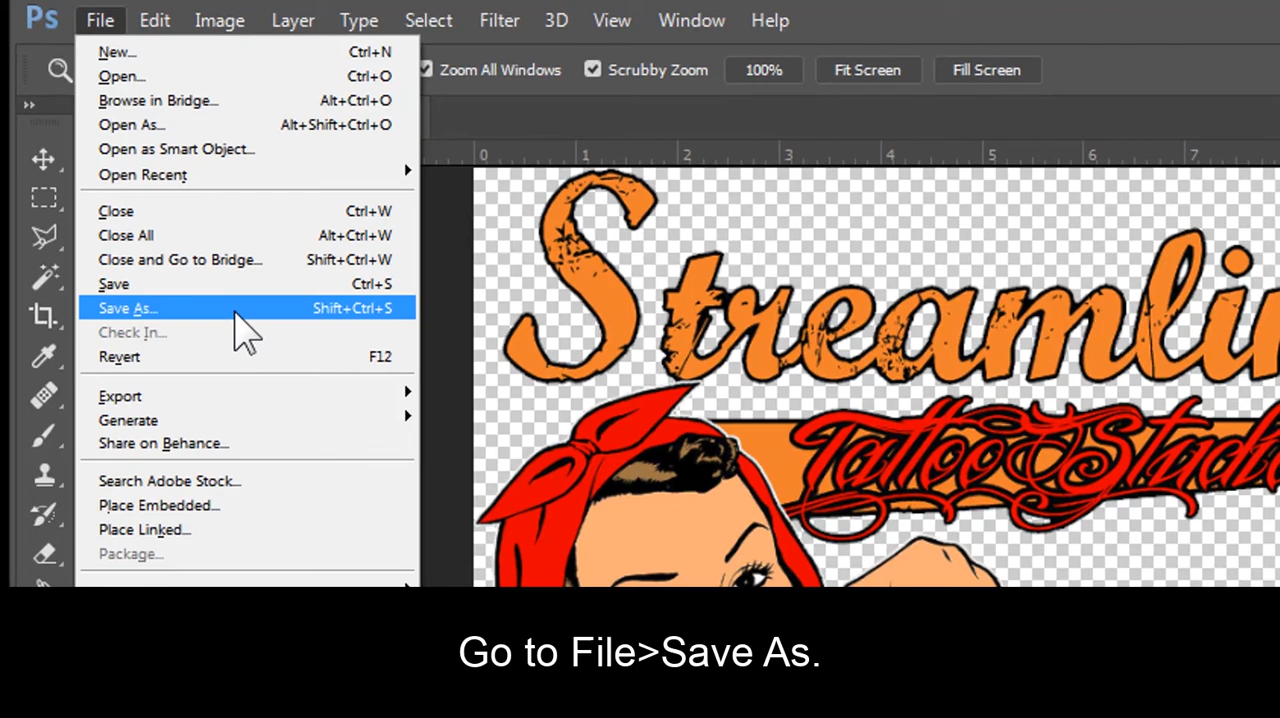 Ps File Edit Image Layer Type Select Filter 3D View Window Help
Zoom All Windows Scrubby Zoom 100% Fit Screen Fill Screen
New... Ctrl+N
Open... Ctrl+O
Browse in Bridge... Alt+Ctrl+O
Open As... Alt+Shift+Ctrl+O
Open as Smart Object...
Open Recent
Close Ctrl+W
Close All Alt+Ctrl+W
Close and Go to Bridge... Shift+Ctrl+W
Save Ctrl+S
Save As... Shift+Ctrl+S
Check In...
Revert F12
Export
Generate
Share on Behance...
Search Adobe Stock...
Place Embedded...
Place Linked...
Package...
0 1 2 3 4 5 6 7
Streamlin
Tattoo Studio
Go to File>Save As.